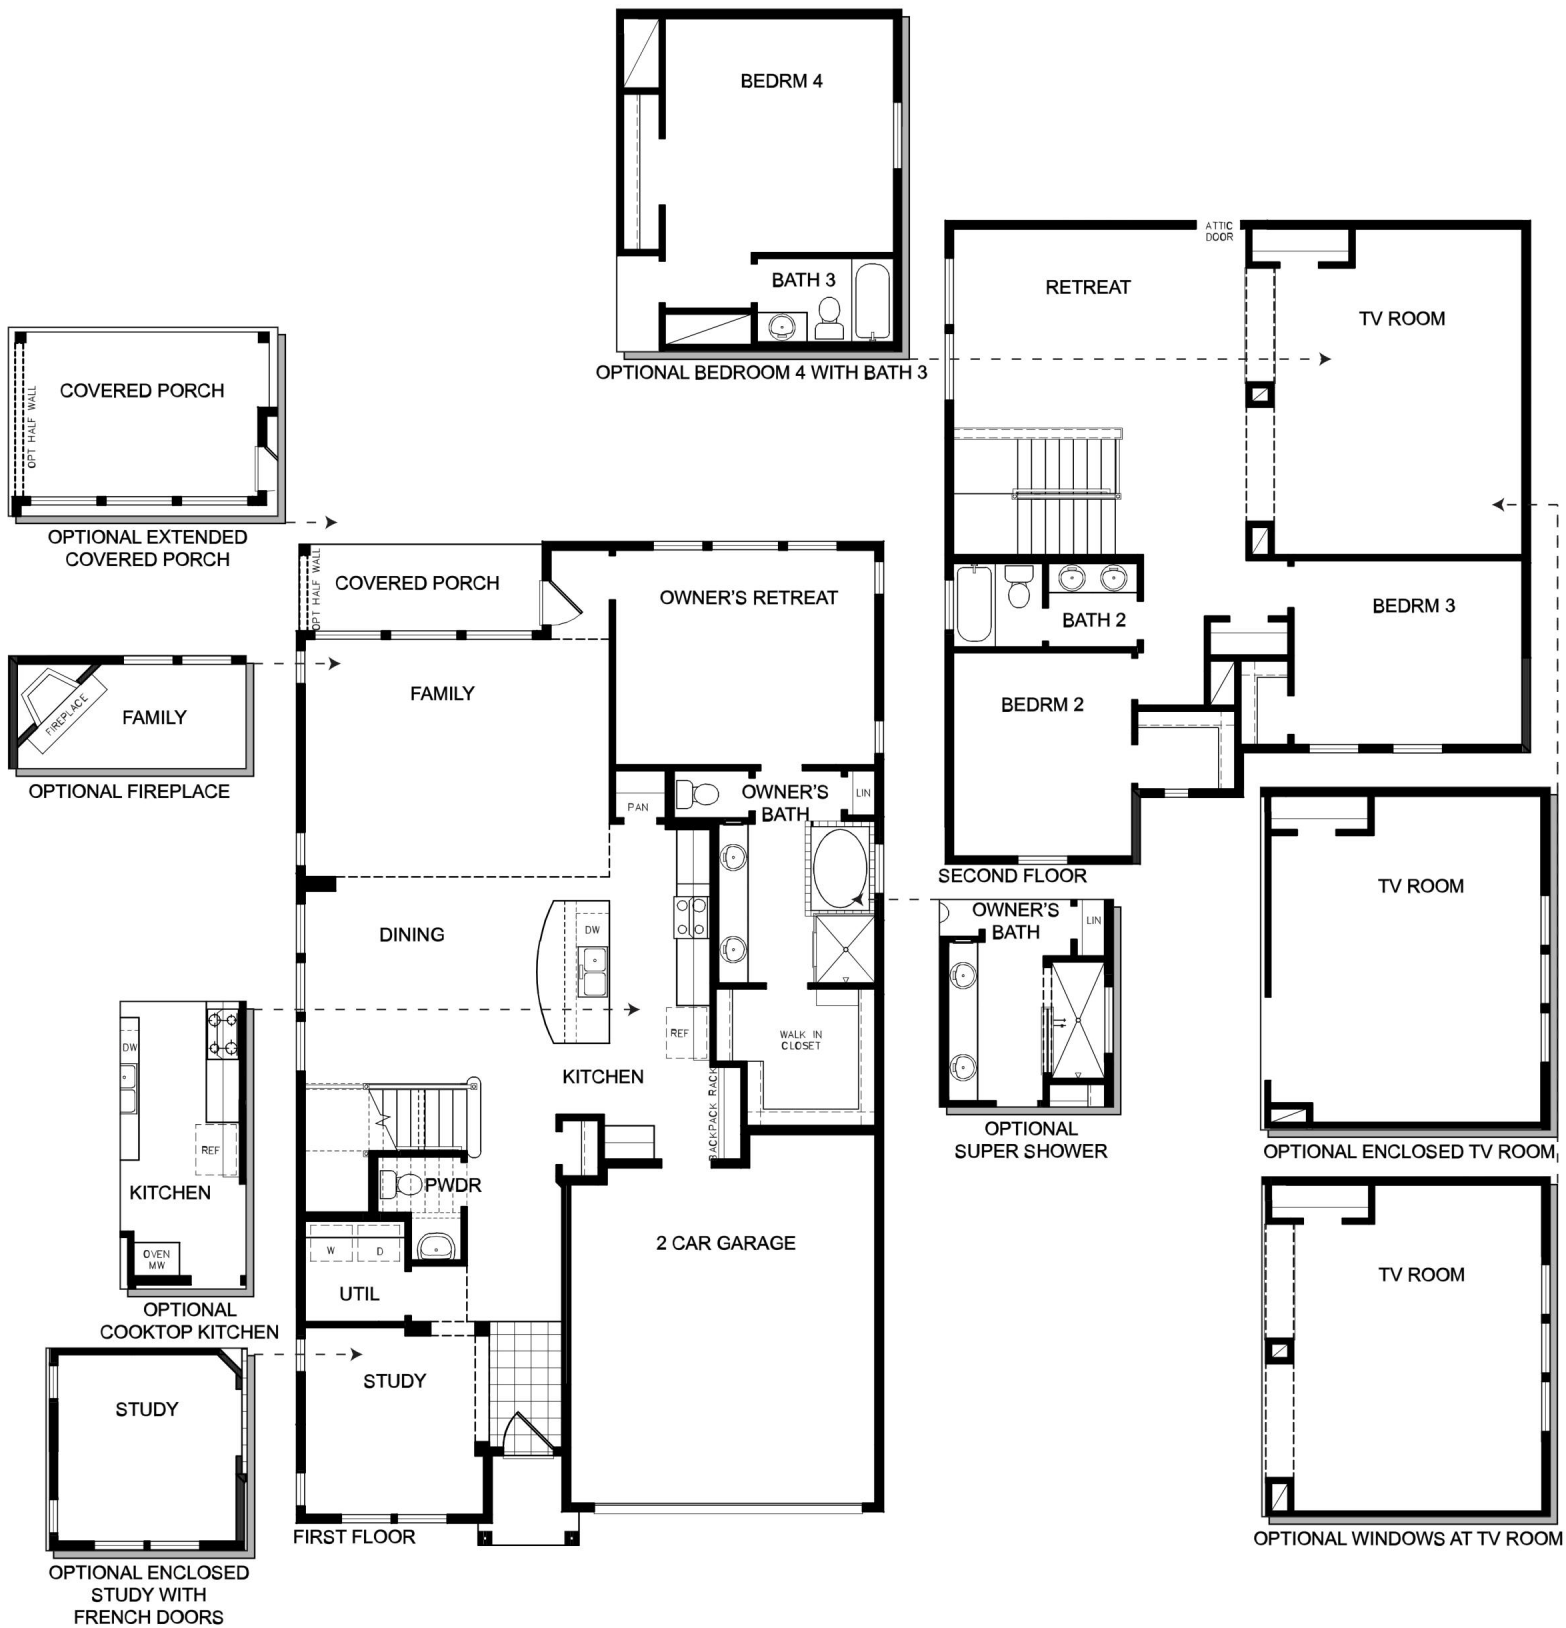 BEDRM 4
BATH 3
OPTIONAL BEDROOM 4 WITH BATH 3
ATTIC
DOOR
RETREAT
TV ROOM
BATH 2
BEDRM 3
BEDRM 2
SECOND FLOOR
COVERED PORCH
OPT HALF WALL
OPTIONAL EXTENDED
COVERED PORCH
FIREPLACE
FAMILY
OPTIONAL FIREPLACE
DW
REF
KITCHEN
OVEN
MW
OPTIONAL
COOKTOP KITCHEN
STUDY
OPTIONAL ENCLOSED
STUDY WITH
FRENCH DOORS
OPT HALF WALL
COVERED PORCH
OWNER'S RETREAT
FAMILY
PAN
OWNER'S
BATH
LIN
DINING
DW
REF
WALK IN
CLOSET
KITCHEN
BACKPACK RACK
PWDR
W
D
UTIL
2 CAR GARAGE
STUDY
FIRST FLOOR
OWNER'S
BATH
LIN
OPTIONAL
SUPER SHOWER
TV ROOM
OPTIONAL ENCLOSED TV ROOM
TV ROOM
OPTIONAL WINDOWS AT TV ROOM